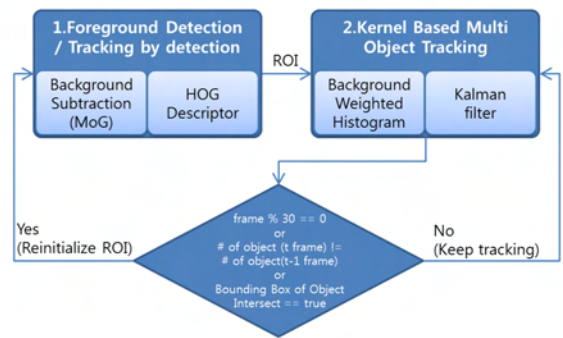 1.Foreground Detection
/ Tracking by detection
Background
Subtraction
(MoG)
HOG
Descriptor
ROI
2.Kernel Based Multi
Object Tracking
Background
Weighted
Histogram
Kalman
filter
frame % 30 == 0
or
# of object (t frame) !=
# of object(t-1 frame)
or
Bounding Box of Object
Intersect == true
Yes
(Reinitialize ROI)
No
(Keep tracking)